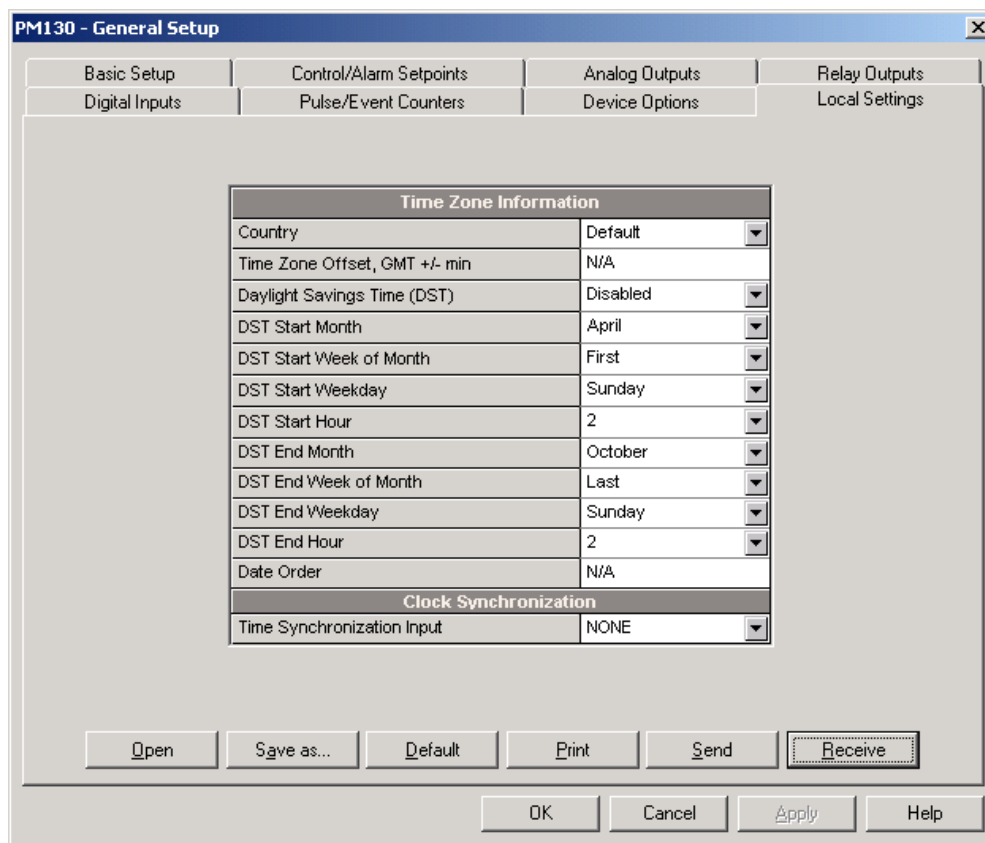 PM130 - General Setup
Basic Setup Control/Alarm Setpoints Analog Outputs Relay Outputs
Digital Inputs Pulse/Event Counters Device Options Local Settings
Time Zone Information
Country Default
Time Zone Offset, GMT +/- min N/A
Daylight Savings Time (DST) Disabled
DST Start Month April
DST Start Week of Month First
DST Start Weekday Sunday
DST Start Hour 2
DST End Month October
DST End Week of Month Last
DST End Weekday Sunday
DST End Hour 2
Date Order N/A
Clock Synchronization
Time Synchronization Input NONE
Open Save as... Default Print Send Receive
OK Cancel Apply Help